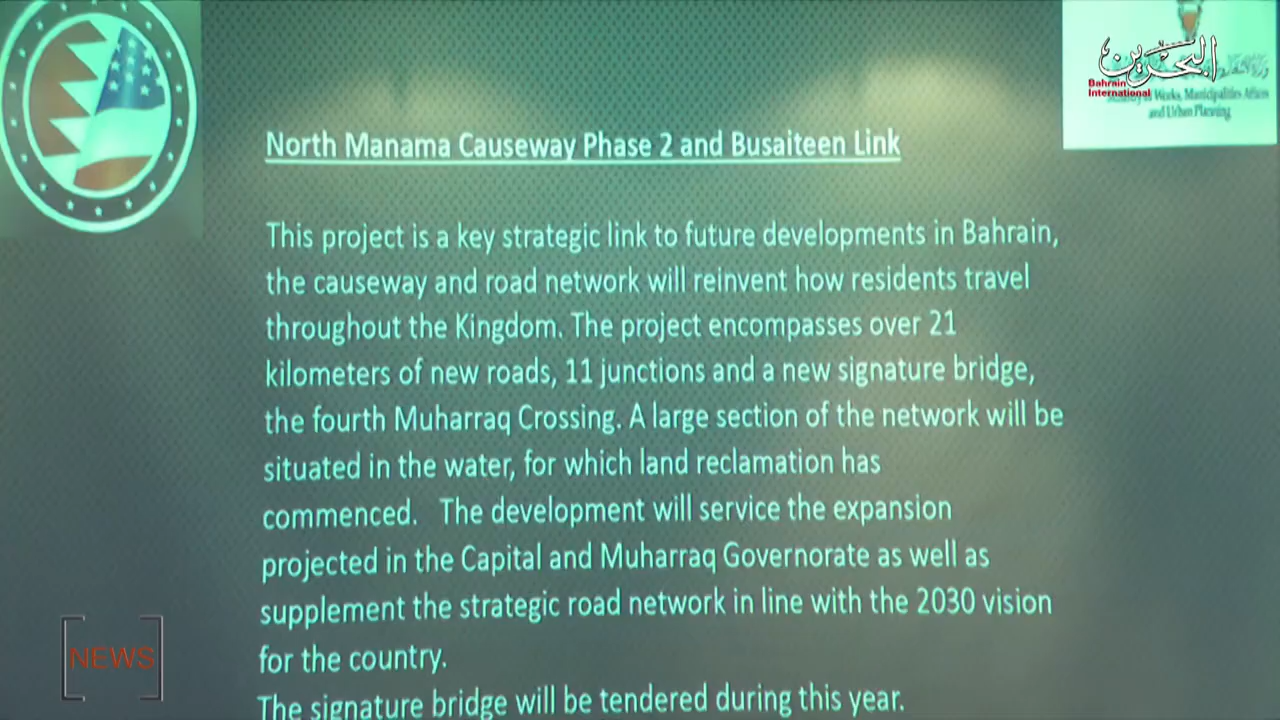 البحرين
Bahrain
International
Works, Municipalities Affairs
and Urban Planning
North Manama Causeway Phase 2 and Busaiteen Link
This project is a key strategic link to future developments in Bahrain,
the causeway and road network will reinvent how residents travel
throughout the Kingdom. The project encompasses over 21
kilometers of new roads, 11 junctions and a new signature bridge,
the fourth Muharraq Crossing. A large section of the network will be
situated in the water, for which land reclamation has
commenced. The development will service the expansion
projected in the Capital and Muharraq Governorate as well as
supplement the strategic road network in line with the 2030 vision
for the country.
The signature bridge will be tendered during this year.
NEWS